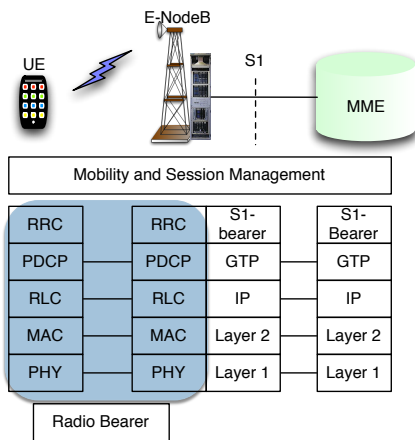 E-NodeB
UE
S1
MME
Mobility and Session Management
RRC RRC S1-bearer S1-Bearer
PDCP PDCP GTP GTP
RLC RLC IP IP
MAC MAC Layer 2 Layer 2
PHY PHY Layer 1 Layer 1
Radio Bearer